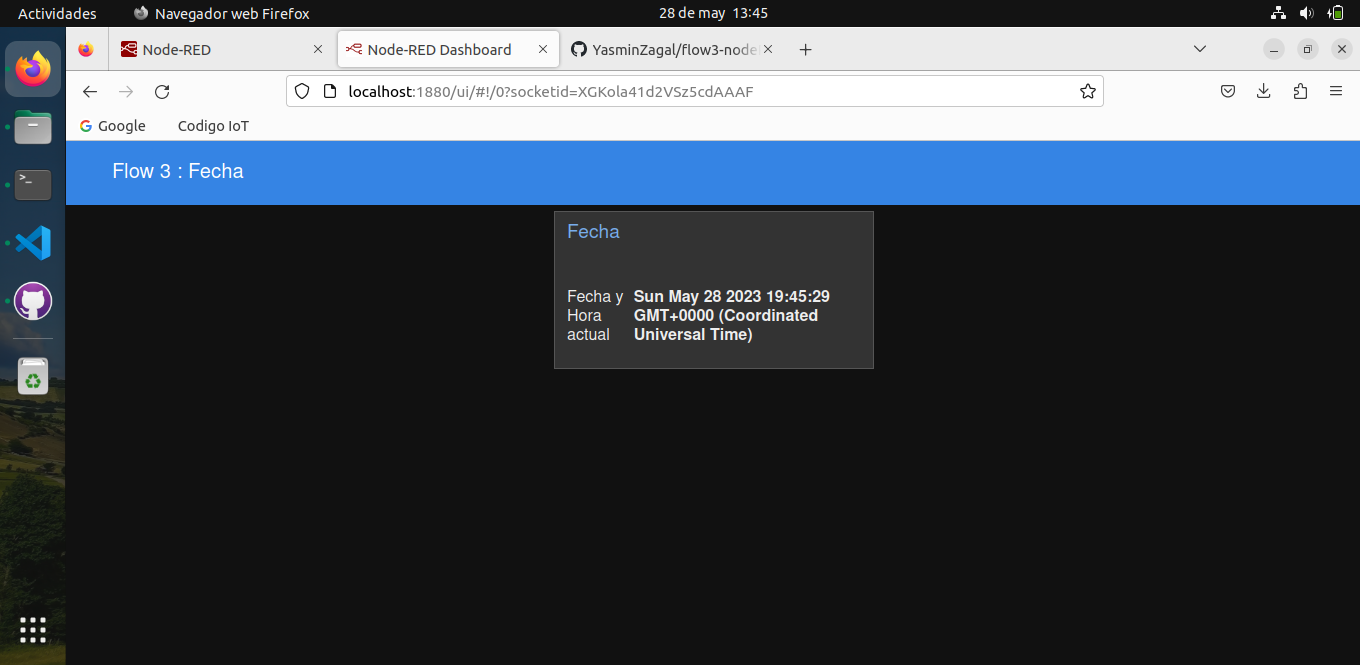 Actividades Navegador web Firefox 28 de may 13:45
Node-RED Node-RED Dashboard YasminZagal/flow3-node
localhost:1880/ui/#!/0?socketid=XGKola41d2VSz5cdAAAF
Google Codigo IoT
Flow 3 : Fecha
Fecha
Fecha y Hora actual
Sun May 28 2023 19:45:29
GMT+0000 (Coordinated
Universal Time)